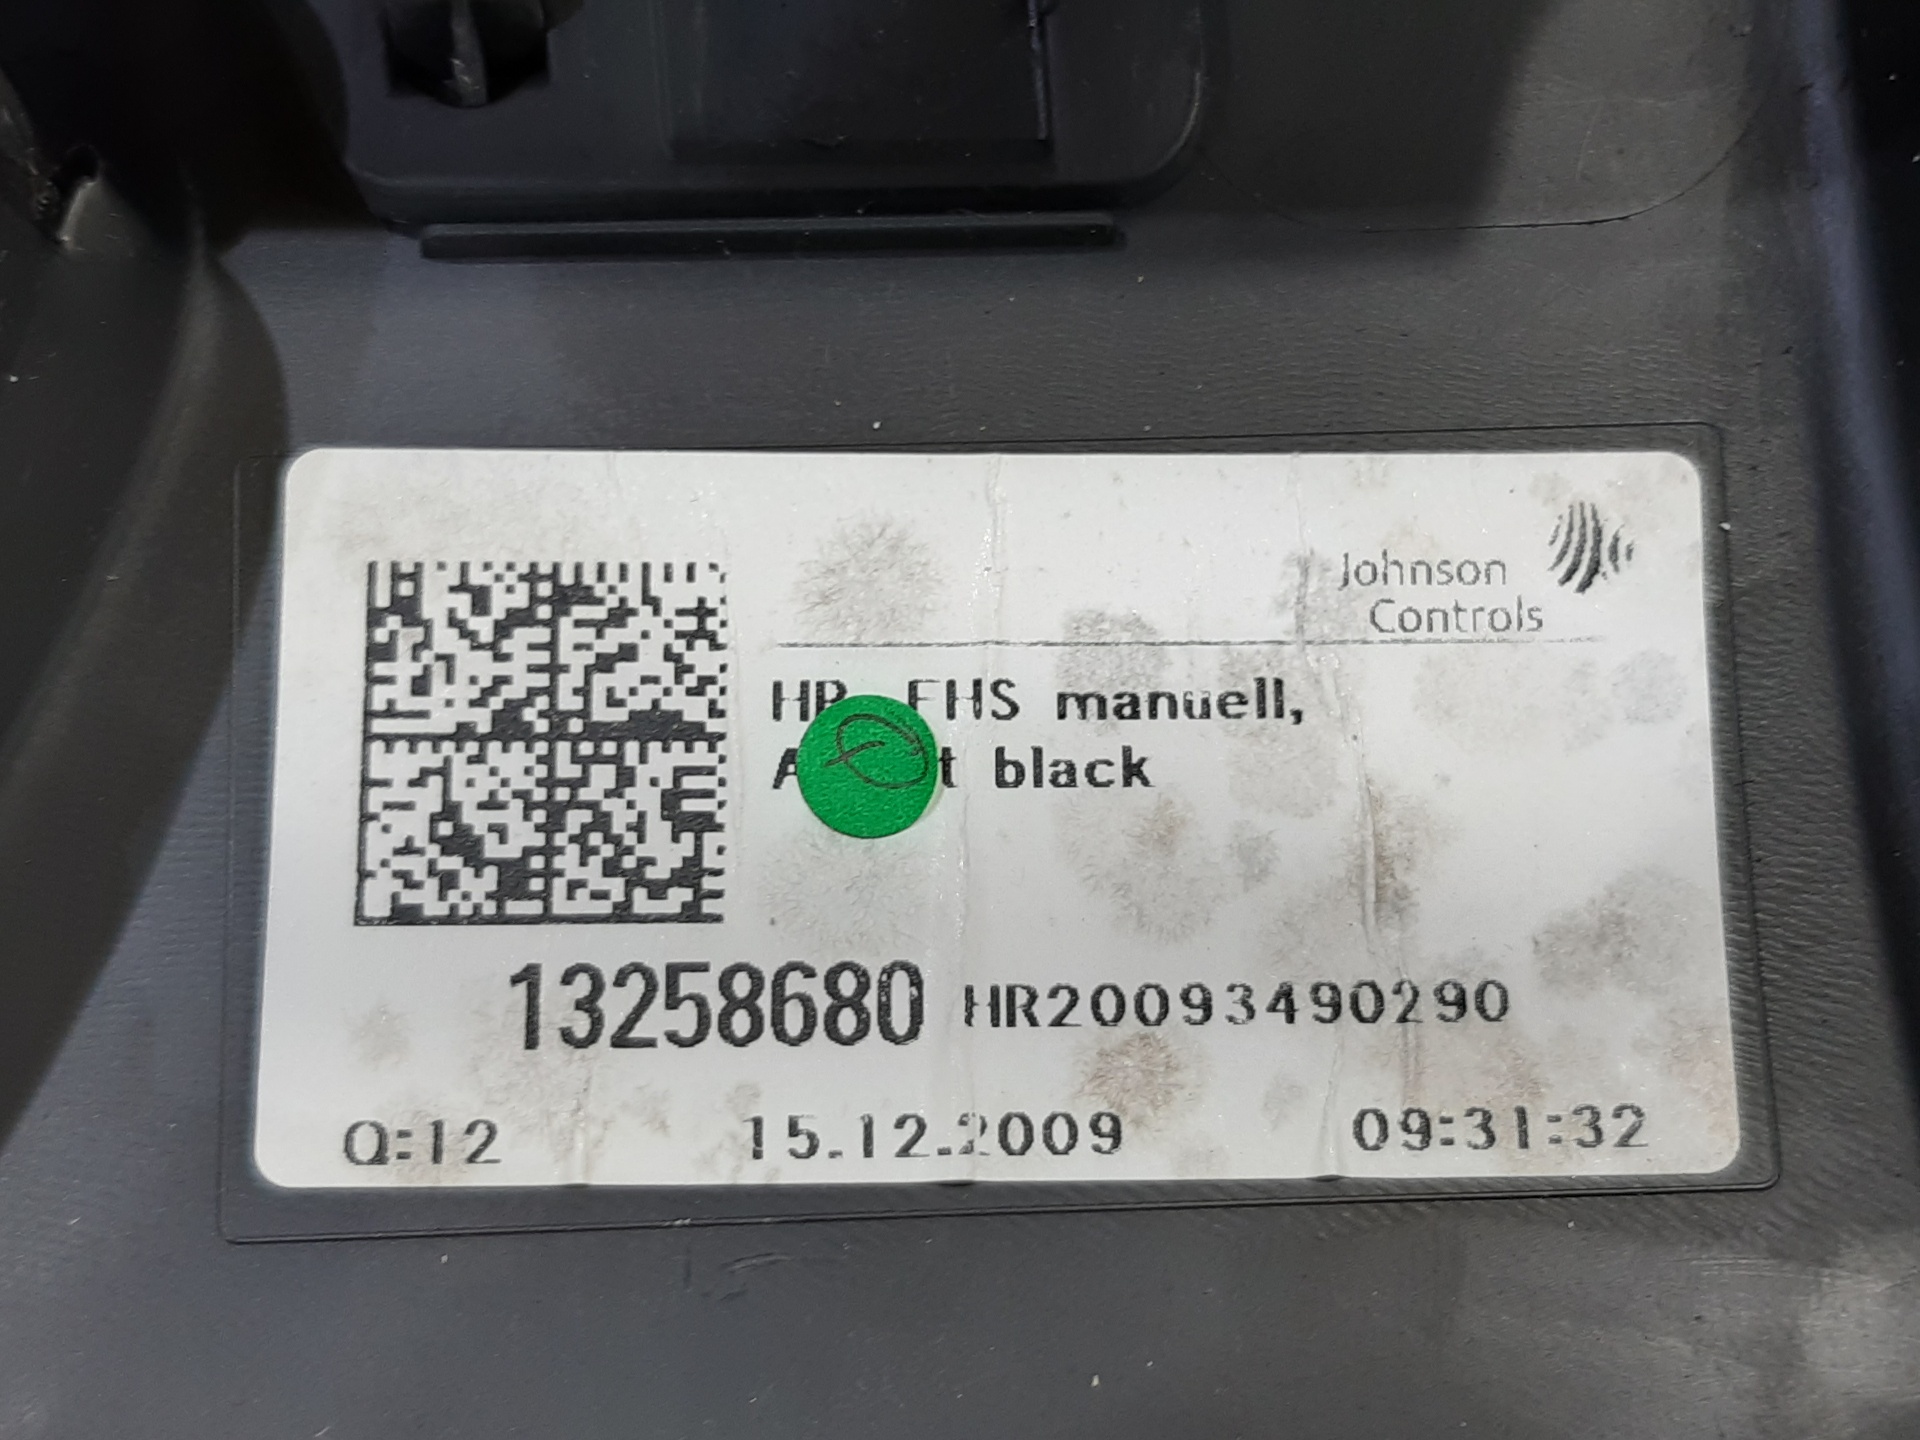 Johnson
Controls
FHS manuell,
black
13258680 HR20093490290
Q:12 15.12.2009 09:31:32